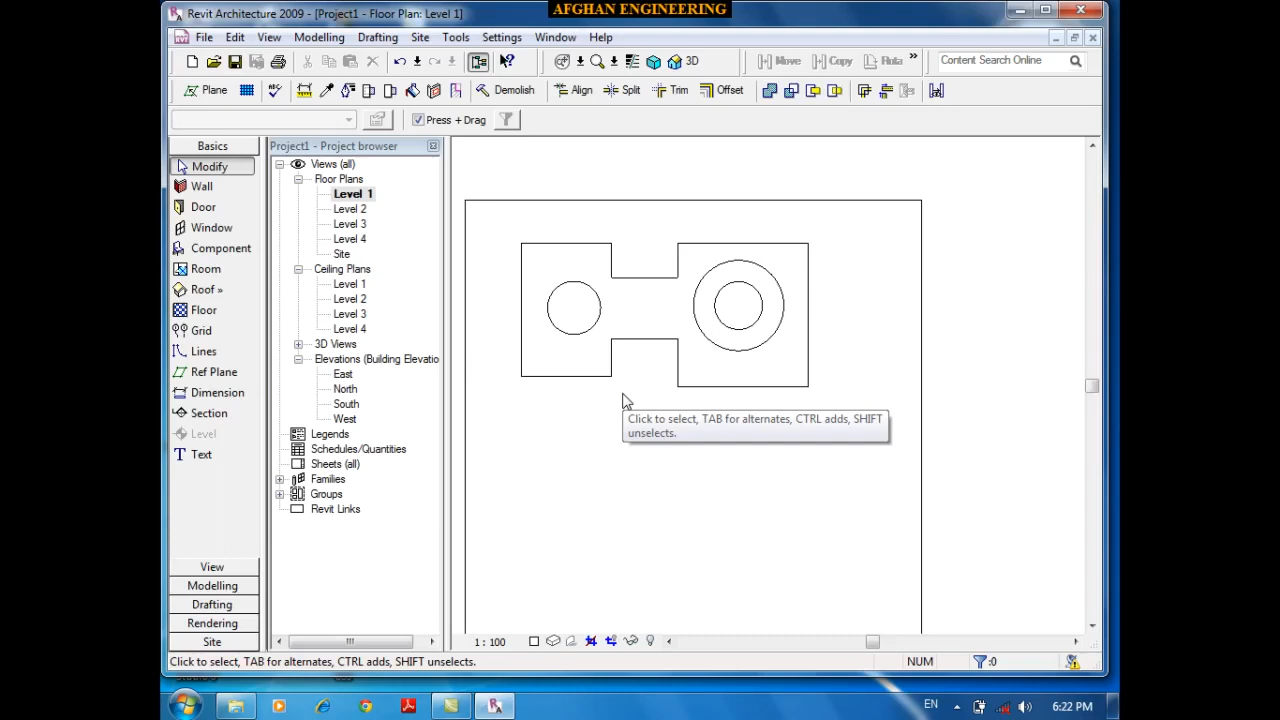 AFGHAN ENGINEERING
Revit Architecture 2009 - [Project1 - Floor Plan: Level 1]
File Edit View Modelling Drafting Site Tools Settings Window Help
3D Move Copy Rota » Content Search Online
Plane Demolish Align Split Trim Offset
Press + Drag
Basics
Modify
Wall
Door
Window
Component
Room
Roof »
Floor
Grid
Lines
Ref Plane
Dimension
Section
Level
Text
View
Modelling
Drafting
Rendering
Site
Project1 - Project browser
Views (all)
Floor Plans
Level 1
Level 2
Level 3
Level 4
Site
Ceiling Plans
Level 1
Level 2
Level 3
Level 4
3D Views
Elevations (Building Elevatio
East
North
South
West
Legends
Schedules/Quantities
Sheets (all)
Families
Groups
Revit Links
Click to select, TAB for alternates, CTRL adds, SHIFT
unselects.
1 : 100
Click to select, TAB for alternates, CTRL adds, SHIFT unselects.
NUM :0
EN 6:22 PM